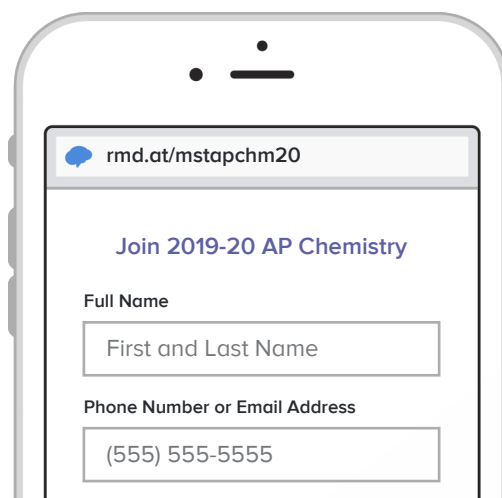 rmd.at/mstapchm20
Join 2019-20 AP Chemistry
Full Name
First and Last Name
Phone Number or Email Address
(555) 555-5555